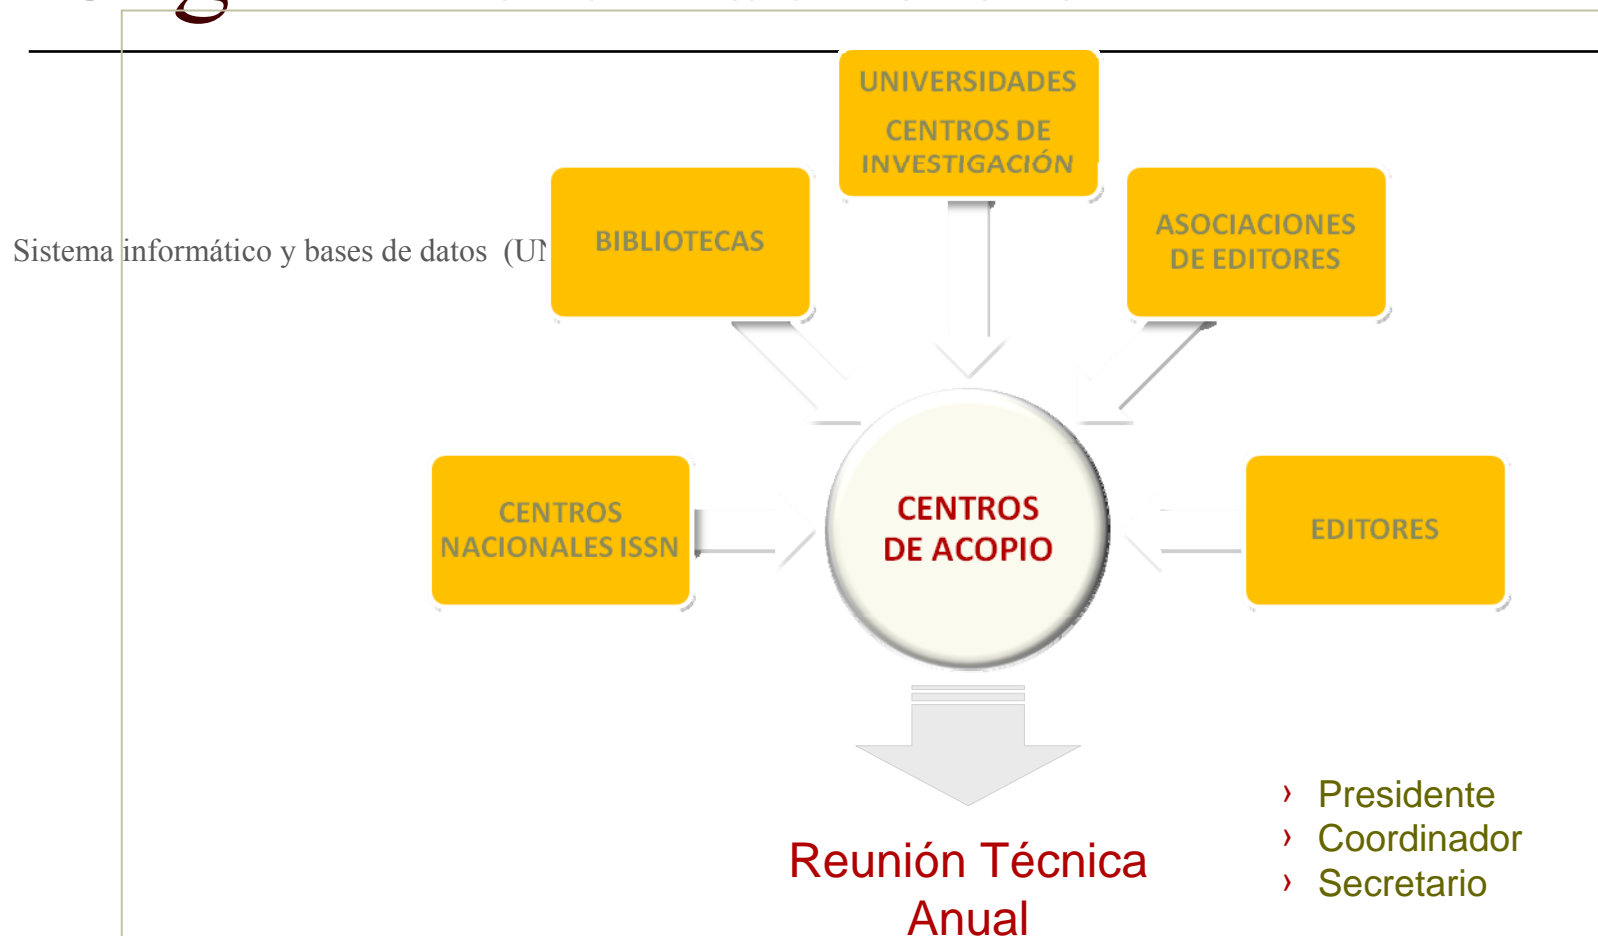 UNIVERSIDADES
CENTROS DE
INVESTIGACIÓN
ASOCIACIONES
DE EDITORES
BIBLIOTECAS
Sistema informático y bases de datos
CENTROS
NACIONALES ISSN
CENTROS
DE ACOPIO
EDITORES
› Presidente
› Coordinador
› Secretario
Reunión Técnica
Anual